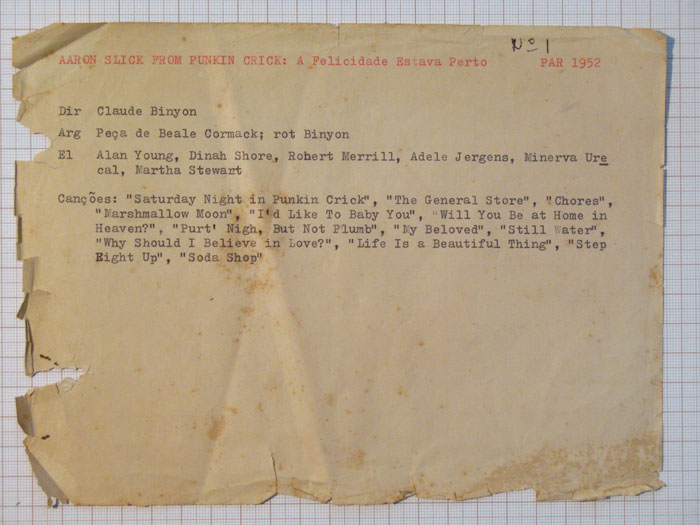 Nº 1
AARON SLICK FROM PUNKIN CRICK: A Felicidade Estava Perto PAR 1952
Dir Claude Binyon
Arg Peça de Beale Cormack; rot Binyon
El Alan Young, Dinah Shore, Robert Merrill, Adele Jergens, Minerva Ure
cal, Martha Stewart
Canções: "Saturday Night in Punkin Crick", "The General Store", "Chores",
"Marshmallow Moon", "I'd Like To Baby You", "Will You Be at Home in
Heaven?", "Purt' Nigh, But Not Plumb", "My Beloved", "Still Water",
"Why Should I Believe in Love?", "Life Is a Beautiful Thing", "Step
Right Up", "Soda Shop"